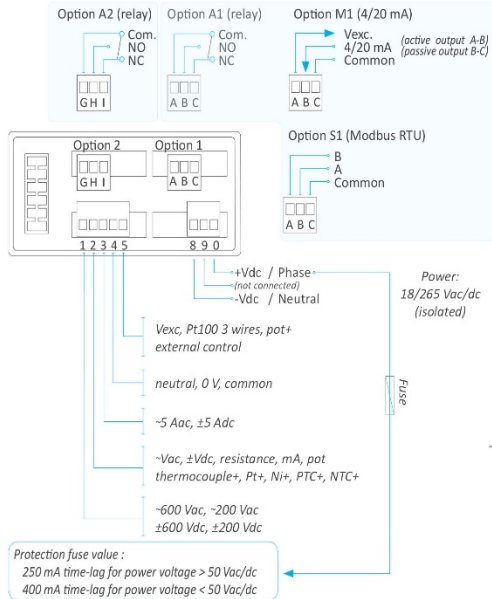 Option A2 (relay)
Com.
NO
NC
G H I
Option A1 (relay)
Com.
NO
NC
A B C
Option M1 (4/20 mA)
Vexc.
4/20 mA
Common
(active output A-B)
(passive output B-C)
A B C
Option S1 (Modbus RTU)
B
A
Common
A B C
Option 2
G H I
Option 1
A B C
1 2 3 4 5
8 9 0
+Vdc / Phase
(not connected)
-Vdc / Neutral
Power:
18/265 Vac/dc
(isolated)
Fuse
Vexc, Pt100 3 wires, pot+
external control
neutral, 0 V, common
~5 Aac, ±5 Adc
~Vac, ±Vdc, resistance, mA, pot
thermocouple+, Pt+, Ni+, PTC+, NTC+
~600 Vac, ~200 Vac
±600 Vdc, ±200 Vdc
Protection fuse value :
250 mA time-lag for power voltage > 50 Vac/dc
400 mA time-lag for power voltage < 50 Vac/dc